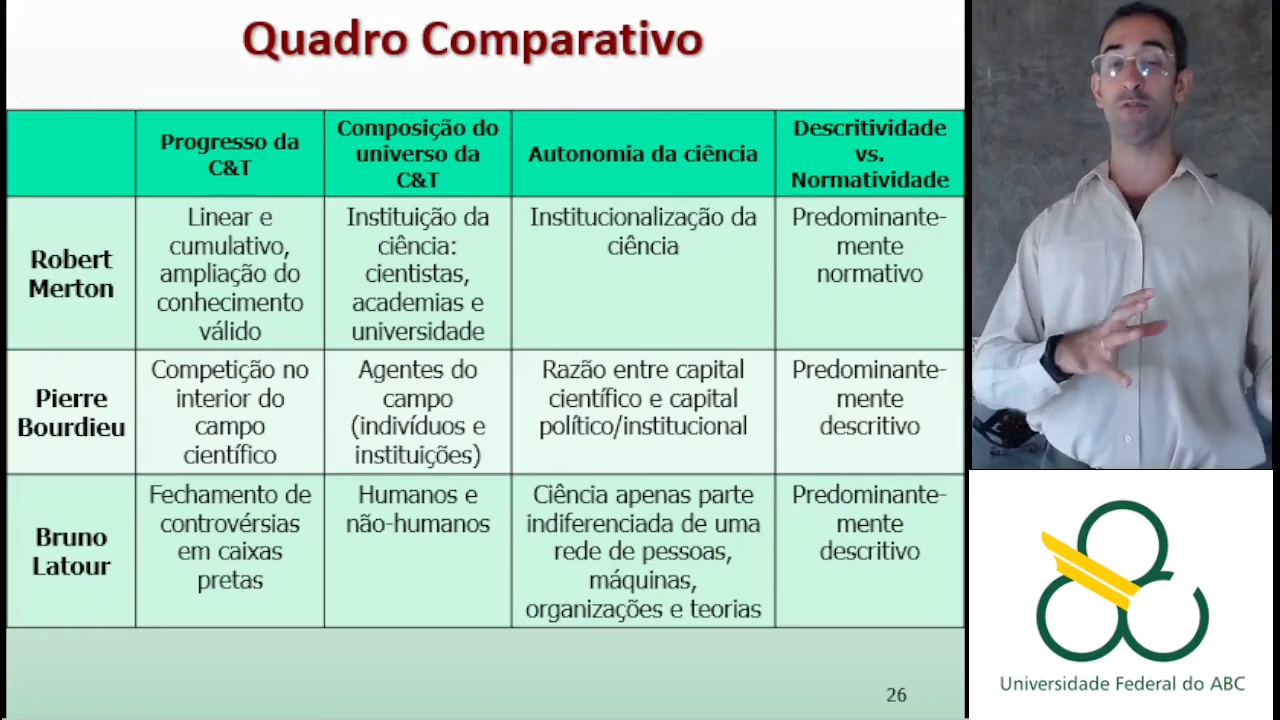 Quadro Comparativo
Progresso da
C&T
Composição do
universo da
C&T
Autonomia da ciência
Descritividade
vs.
Normatividade
Robert
Merton
Linear e
cumulativo,
ampliação do
conhecimento
válido
Instituição da
ciência:
cientistas,
academias e
universidade
Institucionalização da
ciência
Predominante-
mente
normativo
Pierre
Bourdieu
Competição no
interior do
campo
científico
Agentes do
campo
(indivíduos e
instituições)
Razão entre capital
científico e capital
político/institucional
Predominante-
mente
descritivo
Bruno
Latour
Fechamento de
controvérsias
em caixas
pretas
Humanos e
não-humanos
Ciência apenas parte
indiferenciada de uma
rede de pessoas,
máquinas,
organizações e teorias
Predominante-
mente
descritivo
26
Universidade Federal do ABC